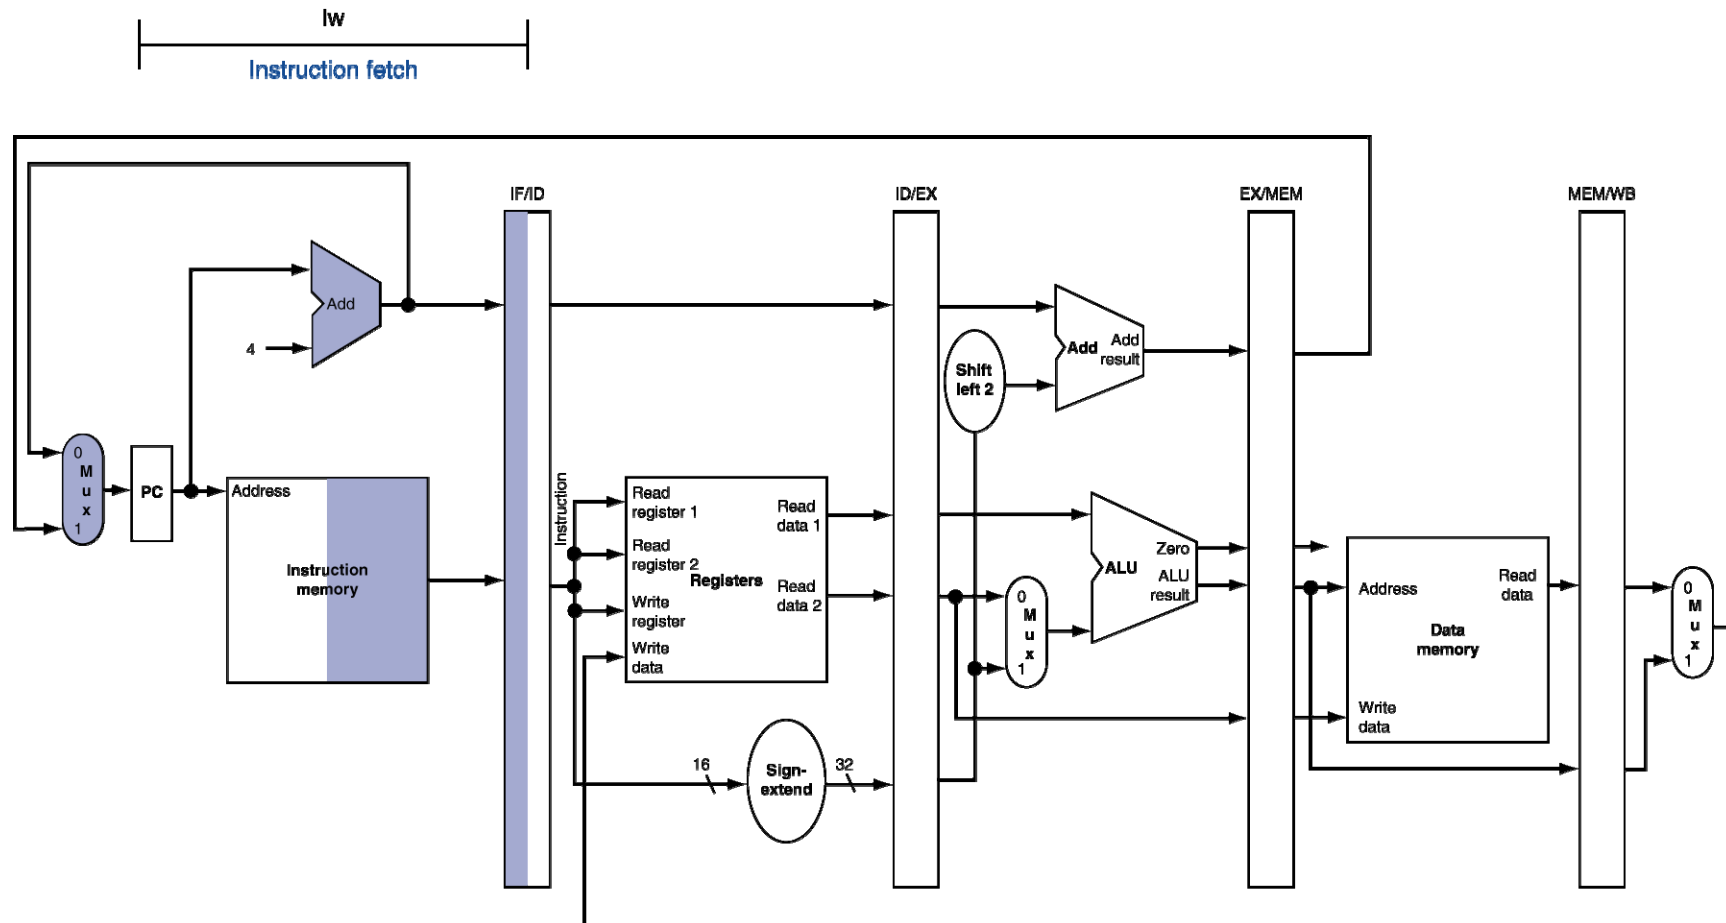 lw
Instruction fetch
IF/ID
ID/EX
EX/MEM
MEM/WB
Add
4
Shift
left 2
Add
Add
result
0
M
u
x
1
PC
Address
Instruction
memory
Instruction
Read
register 1
Read
register 2
Write
register
Write
data
Registers
Read
data 1
Read
data 2
16
Sign-
extend
32
0
M
u
x
1
ALU
Zero
ALU
result
Address
Write
data
Data
memory
Read
data
0
M
u
x
1